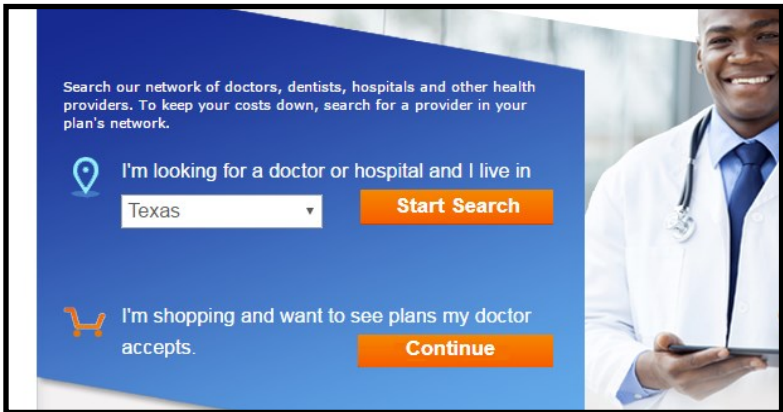 Search our network of doctors, dentists, hospitals and other health
providers. To keep your costs down, search for a provider in your
plan's network.
I'm looking for a doctor or hospital and I live in
Texas
Start Search
I'm shopping and want to see plans my doctor
accepts.
Continue